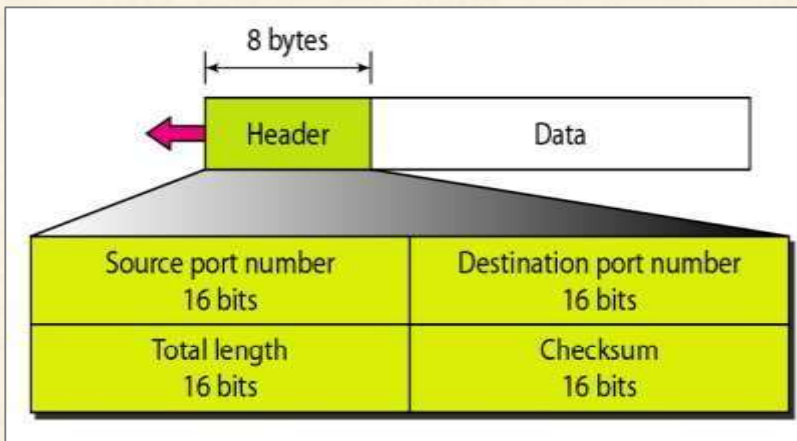 8 bytes
Header
Data
Source port number
16 bits
Destination port number
16 bits
Total length
16 bits
Checksum
16 bits